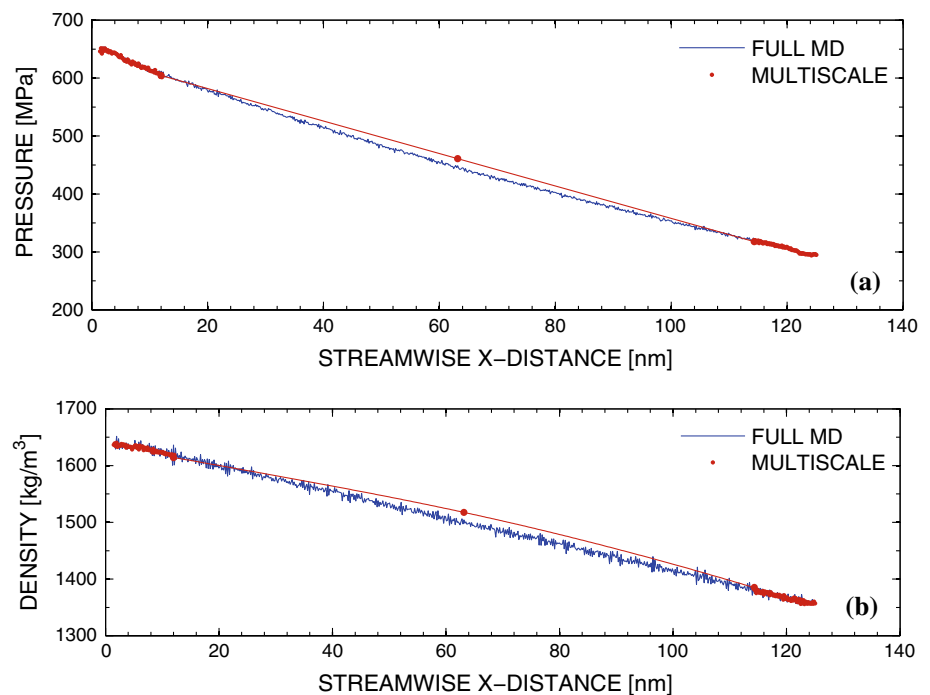 700
600
500
400
300
200
PRESSURE [MPa]
FULL MD
MULTISCALE
(a)
0 20 40 60 80 100 120 140
STREAMWISE X−DISTANCE [nm]
1700
1600
1500
1400
1300
DENSITY [kg/m³]
FULL MD
MULTISCALE
(b)
0 20 40 60 80 100 120 140
STREAMWISE X−DISTANCE [nm]